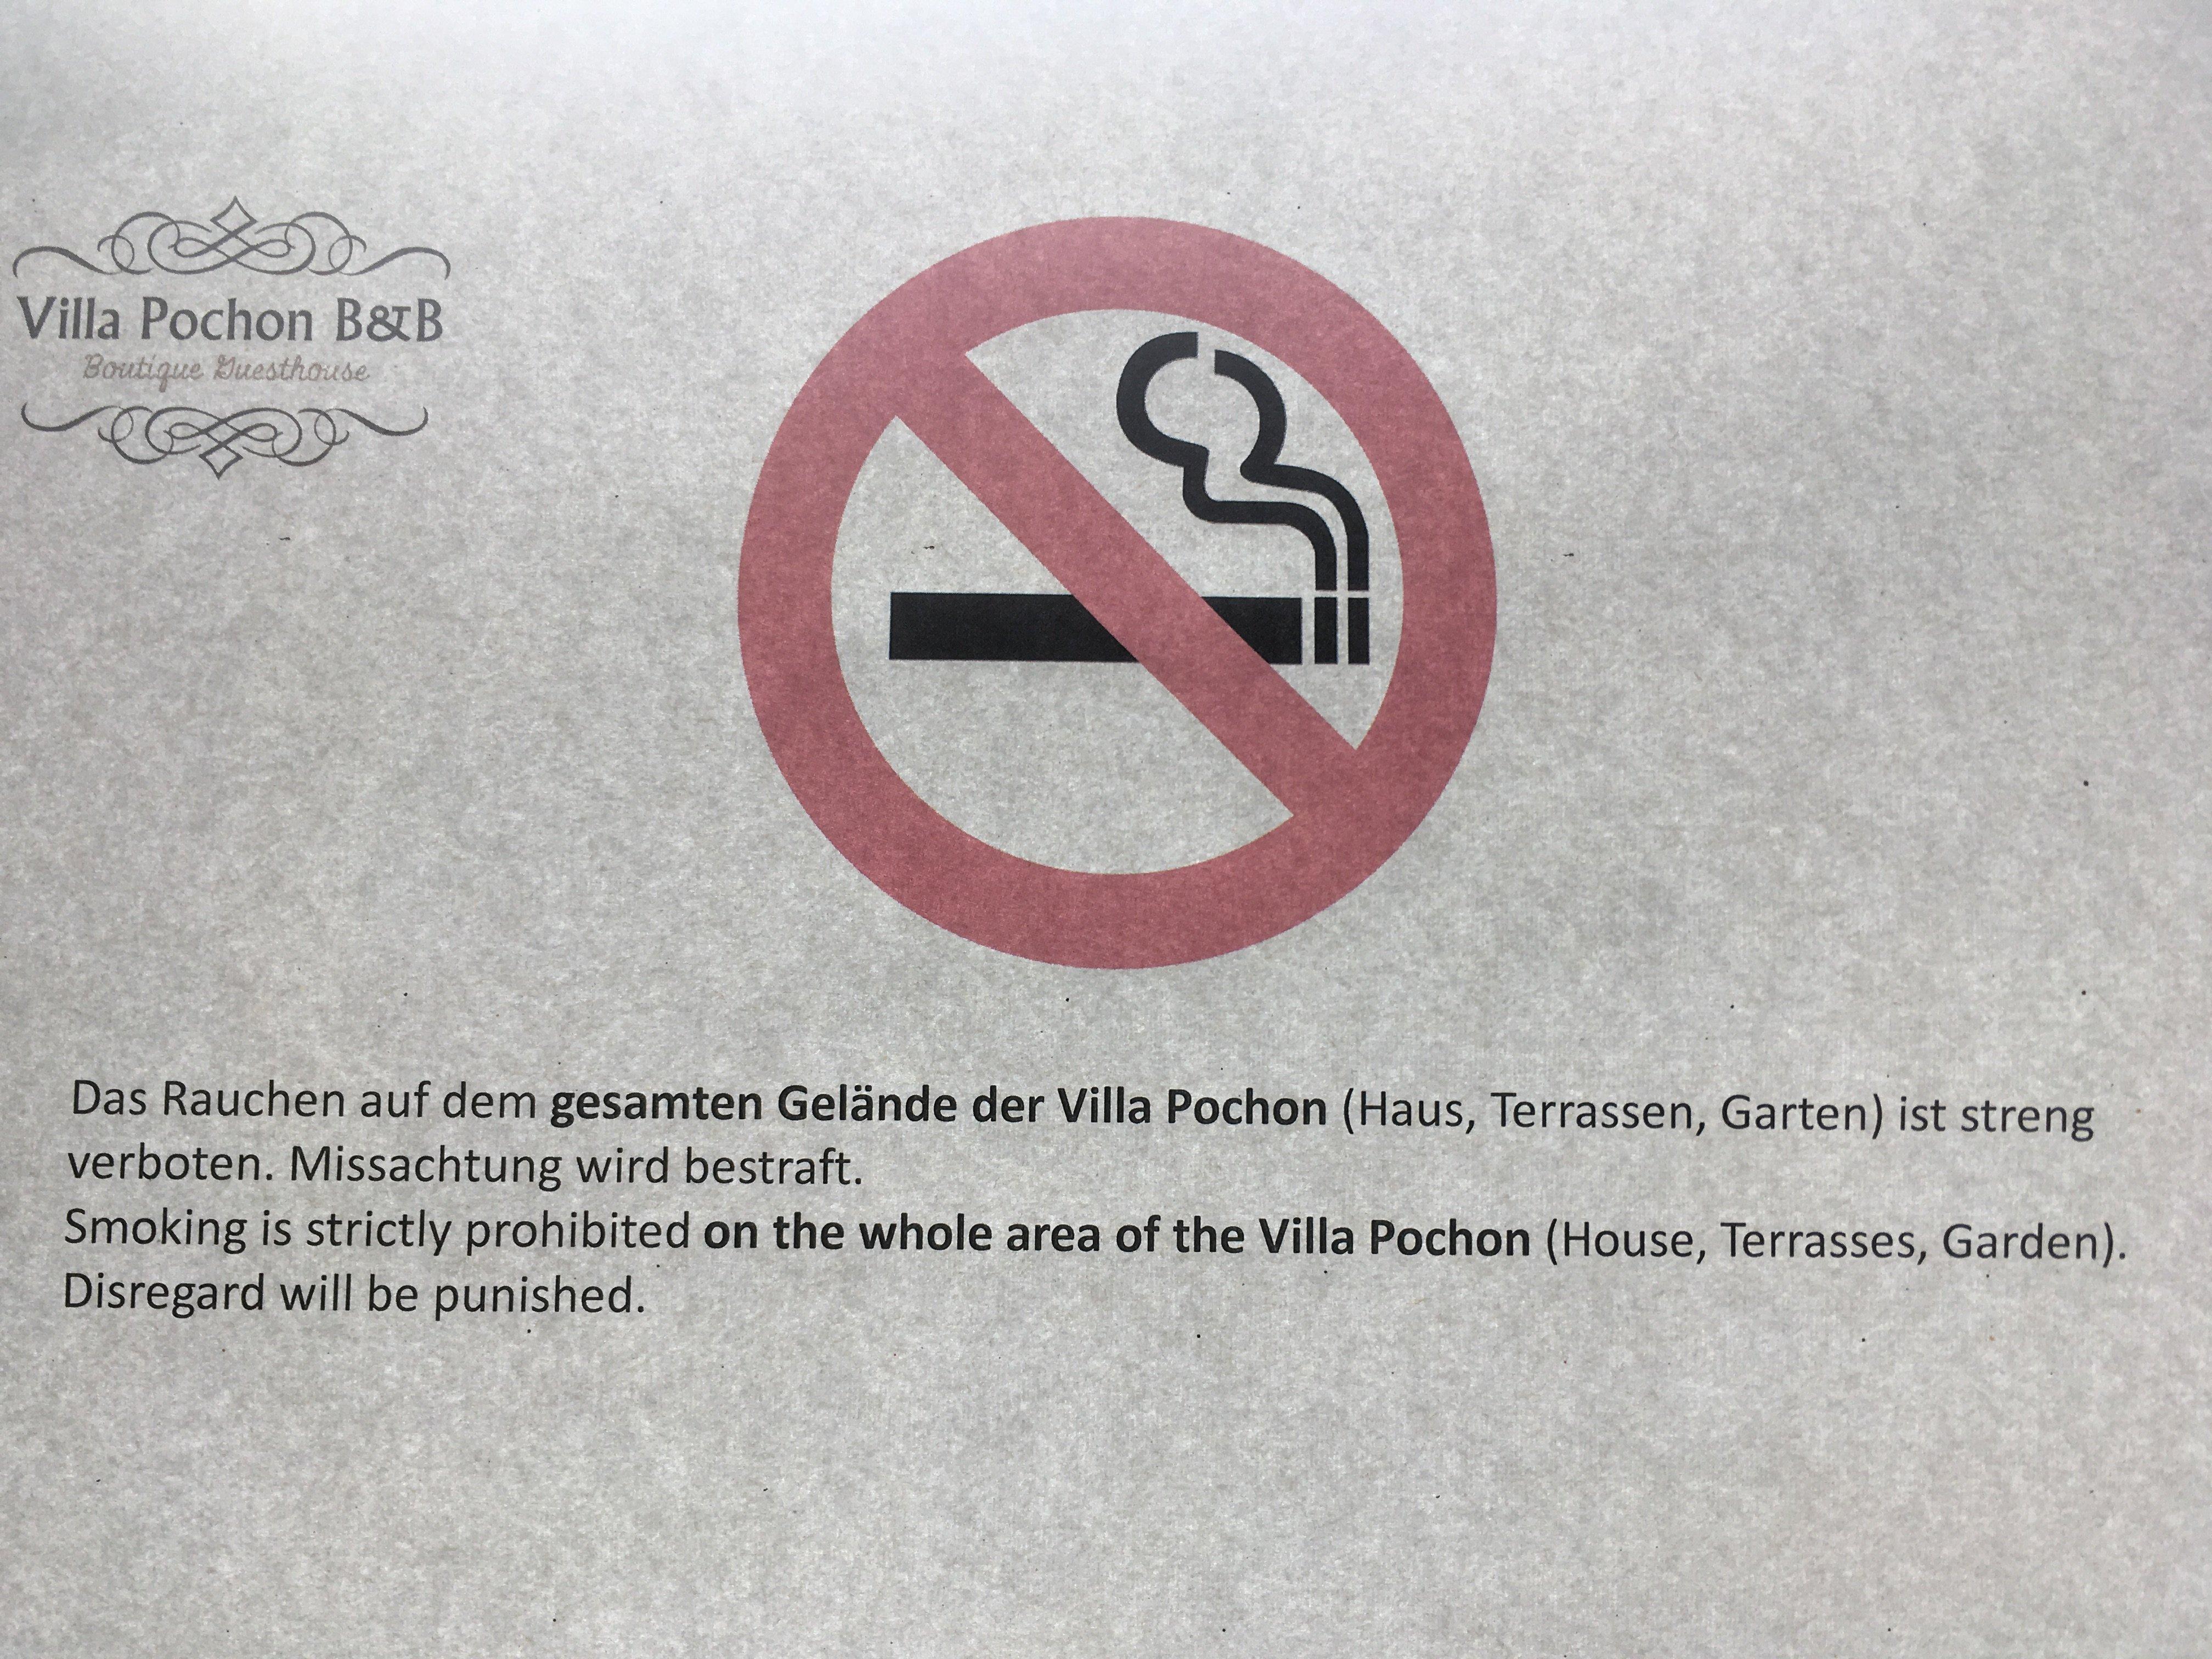 Villa Pochon B&B
Boutique Guesthouse
Das Rauchen auf dem gesamten Gelände der Villa Pochon (Haus, Terrassen, Garten) ist streng
verboten. Missachtung wird bestraft.
Smoking is strictly prohibited on the whole area of the Villa Pochon (House, Terrasses, Garden).
Disregard will be punished.